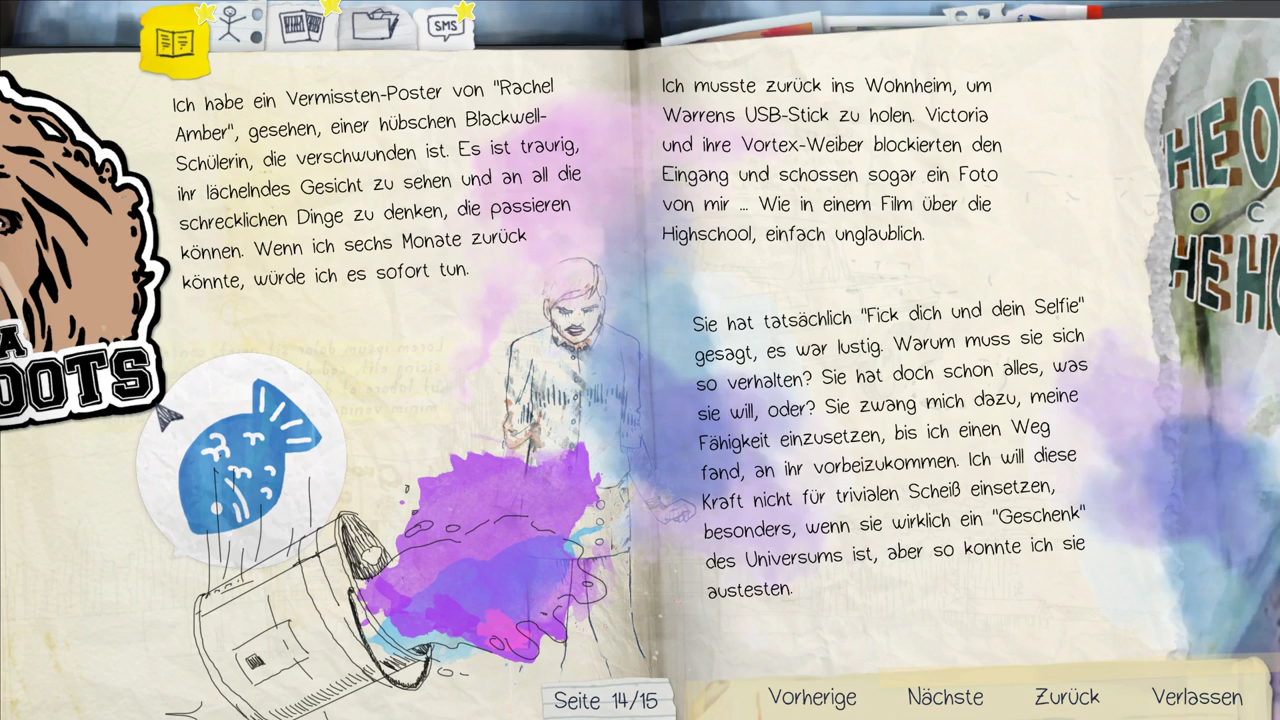 SMS
Ich habe ein Vermissten-Poster von "Rachel
Amber", gesehen, einer hübschen Blackwell-
Schülerin, die verschwunden ist. Es ist traurig,
ihr lächelndes Gesicht zu sehen und an all die
schrecklichen Dinge zu denken, die passieren
können. Wenn ich sechs Monate zurück
könnte, würde ich es sofort tun.
Ich musste zurück ins Wohnheim, um
Warrens USB-Stick zu holen. Victoria
und ihre Vortex-Weiber blockierten den
Eingang und schossen sogar ein Foto
von mir ... Wie in einem Film über die
Highschool, einfach unglaublich.
Sie hat tatsächlich "Fick dich und dein Selfie"
gesagt, es war lustig. Warum muss sie sich
so verhalten? Sie hat doch schon alles, was
sie will, oder? Sie zwang mich dazu, meine
Fähigkeit einzusetzen, bis ich einen Weg
fand, an ihr vorbeizukommen. Ich will diese
Kraft nicht für trivialen Scheiß einsetzen,
besonders, wenn sie wirklich ein "Geschenk"
des Universums ist, aber so konnte ich sie
austesten.
Seite 14/15
Vorherige Nächste Zurück Verlassen